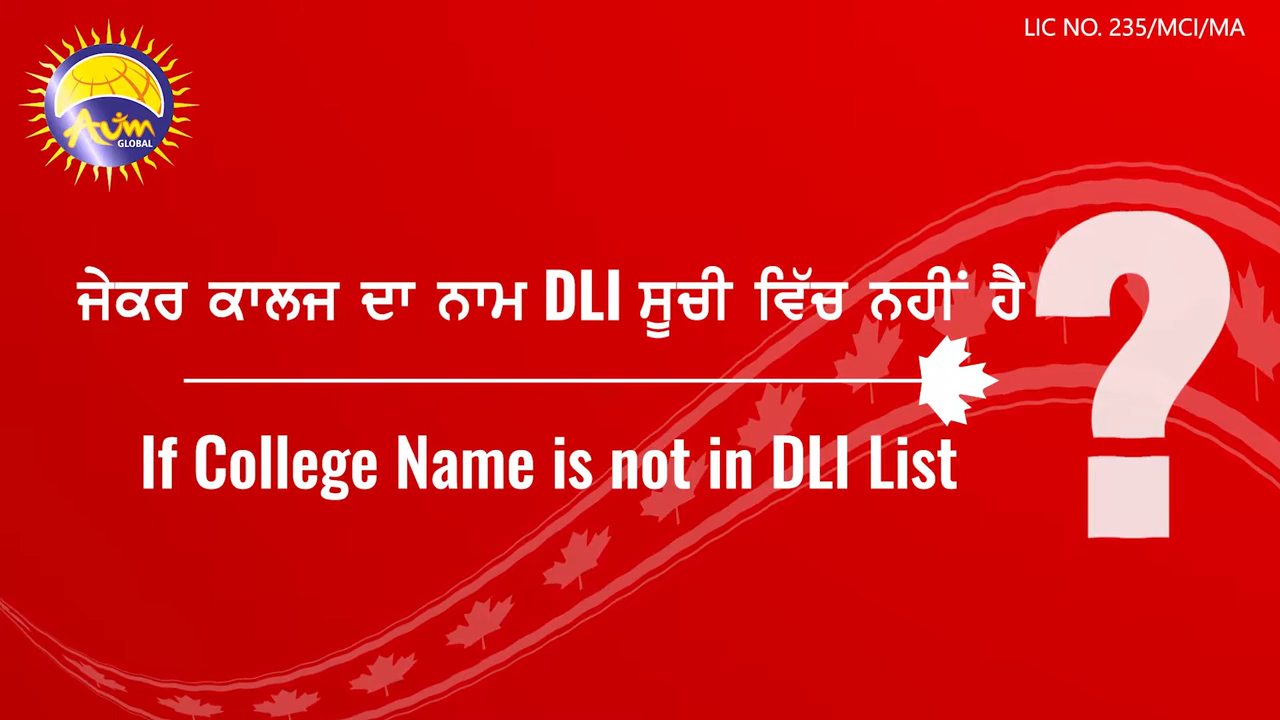 LIC NO. 235/MCI/MA
Aum
GLOBAL
ਜੇਕਰ ਕਾਲਜ ਦਾ ਨਾਮ DLI ਸੂਚੀ ਵਿੱਚ ਨਹੀਂ ਹੈ
If College Name is not in DLI List ?